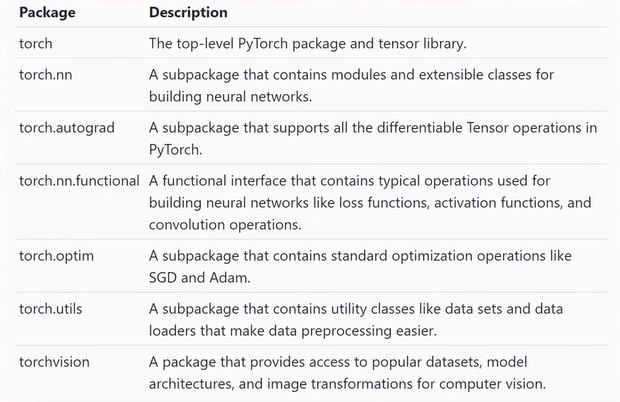 Package Description
torch The top-level PyTorch package and tensor library.
torch.nn A subpackage that contains modules and extensible classes for
building neural networks.
torch.autograd A subpackage that supports all the differentiable Tensor operations in
PyTorch.
torch.nn.functional A functional interface that contains typical operations used for
building neural networks like loss functions, activation functions, and
convolution operations.
torch.optim A subpackage that contains standard optimization operations like
SGD and Adam.
torch.utils A subpackage that contains utility classes like data sets and data
loaders that make data preprocessing easier.
torchvision A package that provides access to popular datasets, model
architectures, and image transformations for computer vision.